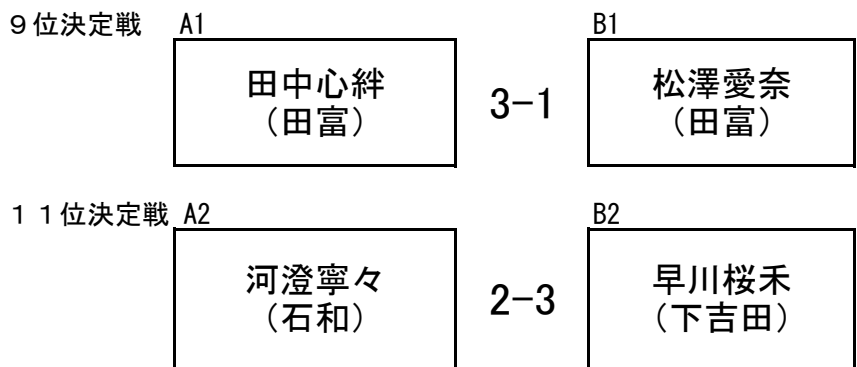 ９位決定戦 A1 B1
田中心絆 3-1 松澤愛奈
（田富） （田富）
１１位決定戦 A2 B2
河澄寧々 2-3 早川桜禾
（石和） （下吉田）